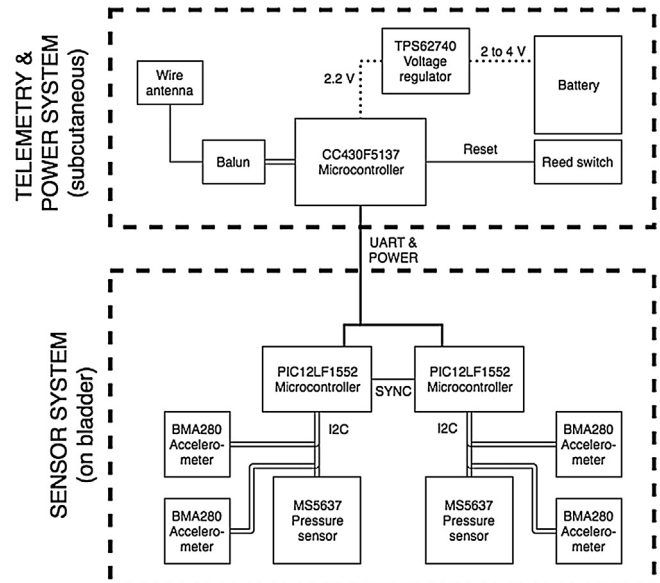 TELEMETRY &
POWER SYSTEM
(subcutaneous)
Wire
antenna
Balun
2.2 V
TPS62740
Voltage
regulator
2 to 4 V
Battery
CC430F5137
Microcontroller
Reset
Reed switch
UART &
POWER
SENSOR SYSTEM
(on bladder)
PIC12LF1552
Microcontroller
SYNC
PIC12LF1552
Microcontroller
I2C
I2C
BMA280
Accelero-
meter
BMA280
Accelero-
meter
MS5637
Pressure
sensor
MS5637
Pressure
sensor
BMA280
Accelero-
meter
BMA280
Accelero-
meter